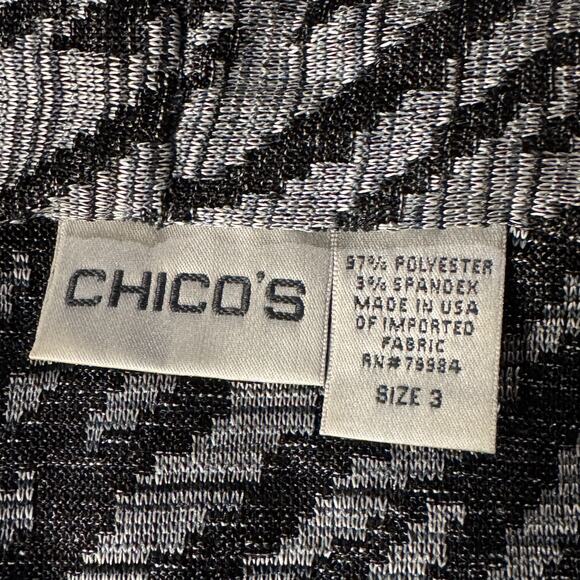 CHICO'S
97% POLYESTER
3% SPANDEX
MADE IN USA
OF IMPORTED
FABRIC
RN#79984
SIZE 3